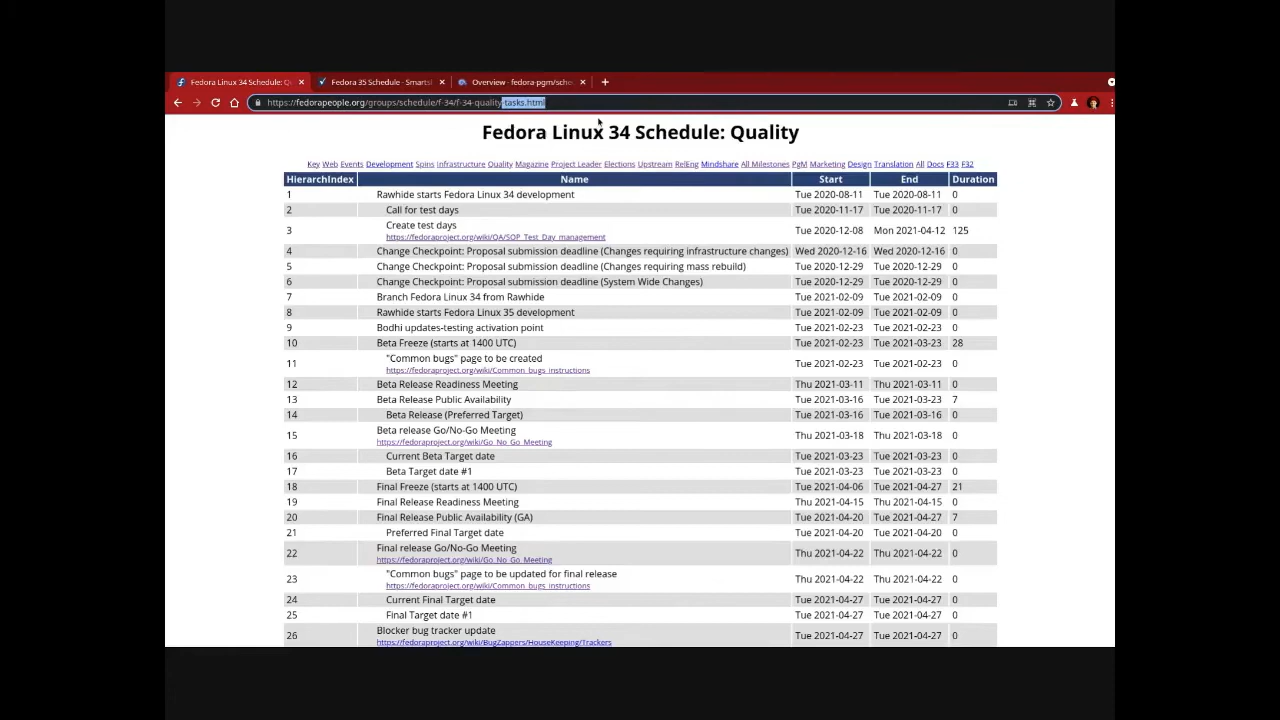 Fedora Linux 34 Schedule: Q
Fedora 35 Schedule - Smarts
Overview - fedora-pgm/sche
https://fedorapeople.org/groups/schedule/f-34/f-34-quality-tasks.html
Fedora Linux 34 Schedule: Quality
Key Web Events Development Spins Infrastructure Quality Magazine Project Leader Elections Upstream RelEng Mindshare All Milestones PgM Marketing Design Translation All Docs F33 F32
HierarchIndex Name Start End Duration
1 Rawhide starts Fedora Linux 34 development Tue 2020-08-11 Tue 2020-08-11 0
2 Call for test days Tue 2020-11-17 Tue 2020-11-17 0
3 Create test days Tue 2020-12-08 Mon 2021-04-12 125
https://fedoraproject.org/wiki/QA/SOP_Test_Day_management
4 Change Checkpoint: Proposal submission deadline (Changes requiring infrastructure changes) Wed 2020-12-16 Wed 2020-12-16 0
5 Change Checkpoint: Proposal submission deadline (Changes requiring mass rebuild) Tue 2020-12-29 Tue 2020-12-29 0
6 Change Checkpoint: Proposal submission deadline (System Wide Changes) Tue 2020-12-29 Tue 2020-12-29 0
7 Branch Fedora Linux 34 from Rawhide Tue 2021-02-09 Tue 2021-02-09 0
8 Rawhide starts Fedora Linux 35 development Tue 2021-02-09 Tue 2021-02-09 0
9 Bodhi updates-testing activation point Tue 2021-02-23 Tue 2021-02-23 0
10 Beta Freeze (starts at 1400 UTC) Tue 2021-02-23 Tue 2021-03-23 28
11 "Common bugs" page to be created Tue 2021-02-23 Tue 2021-02-23 0
https://fedoraproject.org/wiki/Common_bugs_instructions
12 Beta Release Readiness Meeting Thu 2021-03-11 Thu 2021-03-11 0
13 Beta Release Public Availability Tue 2021-03-16 Tue 2021-03-23 7
14 Beta Release (Preferred Target) Tue 2021-03-16 Tue 2021-03-16 0
15 Beta release Go/No-Go Meeting Thu 2021-03-18 Thu 2021-03-18 0
https://fedoraproject.org/wiki/Go_No_Go_Meeting
16 Current Beta Target date Tue 2021-03-23 Tue 2021-03-23 0
17 Beta Target date #1 Tue 2021-03-23 Tue 2021-03-23 0
18 Final Freeze (starts at 1400 UTC) Tue 2021-04-06 Tue 2021-04-27 21
19 Final Release Readiness Meeting Thu 2021-04-15 Thu 2021-04-15 0
20 Final Release Public Availability (GA) Tue 2021-04-20 Tue 2021-04-27 7
21 Preferred Final Target date Tue 2021-04-20 Tue 2021-04-20 0
22 Final release Go/No-Go Meeting Thu 2021-04-22 Thu 2021-04-22 0
https://fedoraproject.org/wiki/Go_No_Go_Meeting
23 "Common bugs" page to be updated for final release Thu 2021-04-22 Thu 2021-04-22 0
https://fedoraproject.org/wiki/Common_bugs_instructions
24 Current Final Target date Tue 2021-04-27 Tue 2021-04-27 0
25 Final Target date #1 Tue 2021-04-27 Tue 2021-04-27 0
26 Blocker bug tracker update Tue 2021-04-27 Tue 2021-04-27 0
https://fedoraproject.org/wiki/BugZappers/HouseKeeping/Trackers